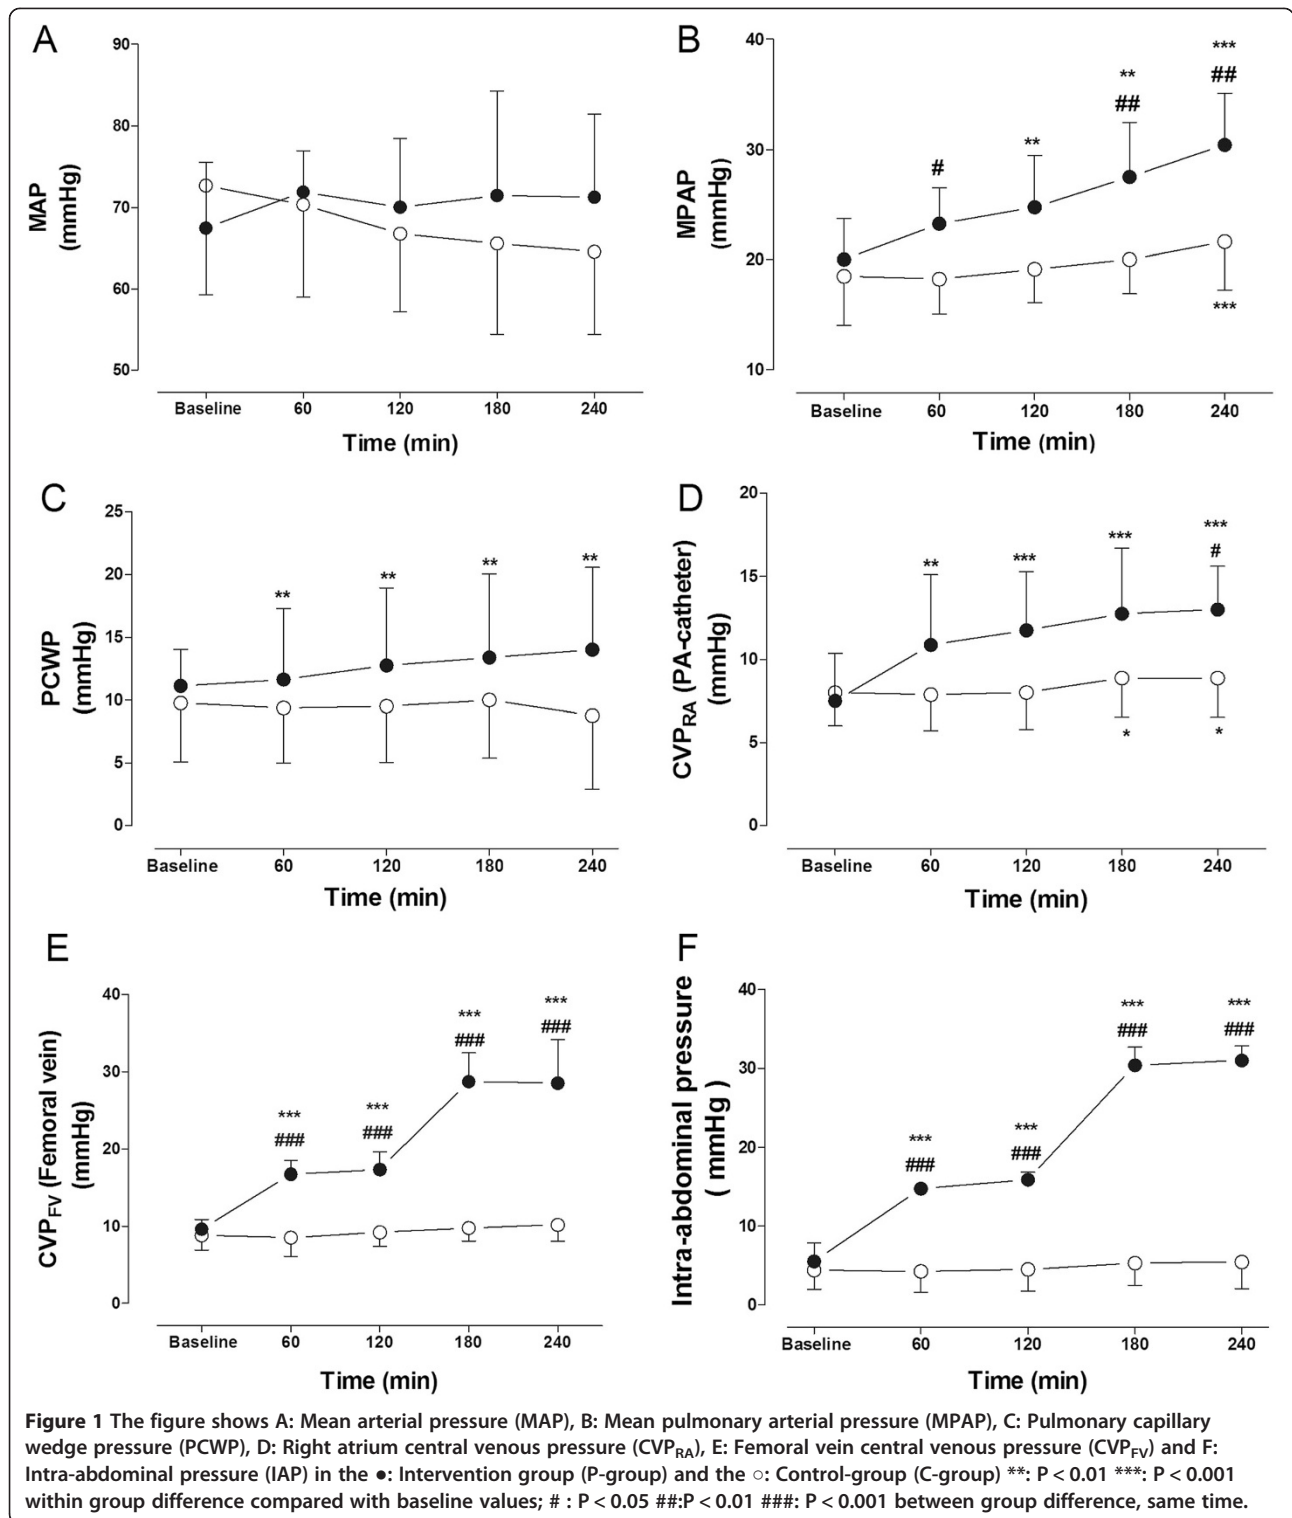 A
90
80
70
60
50
MAP
(mmHg)
Baseline 60 120 180 240
Time (min)
B
40
30
20
10
MPAP
(mmHg)
#
**
**
##
***
##
***
Baseline 60 120 180 240
Time (min)
C
25
20
15
10
5
0
PCWP
(mmHg)
**
**
**
**
Baseline 60 120 180 240
Time (min)
D
20
15
10
5
0
CVPRA (PA-catheter)
(mmHg)
**
***
***
***
#
*
*
Baseline 60 120 180 240
Time (min)
E
40
30
20
10
0
CVPFV (Femoral vein)
(mmHg)
***
###
***
###
***
###
***
###
Baseline 60 120 180 240
Time (min)
F
40
30
20
10
0
Intra-abdominal pressure
( mmHg )
***
###
***
###
***
###
***
###
Baseline 60 120 180 240
Time (min)
Figure 1 The figure shows A: Mean arterial pressure (MAP), B: Mean pulmonary arterial pressure (MPAP), C: Pulmonary capillary
wedge pressure (PCWP), D: Right atrium central venous pressure (CVPRA), E: Femoral vein central venous pressure (CVPFV) and F:
Intra-abdominal pressure (IAP) in the ●: Intervention group (P-group) and the ○: Control-group (C-group) **: P < 0.01 ***: P < 0.001
within group difference compared with baseline values; # : P < 0.05 ##:P < 0.01 ###: P < 0.001 between group difference, same time.